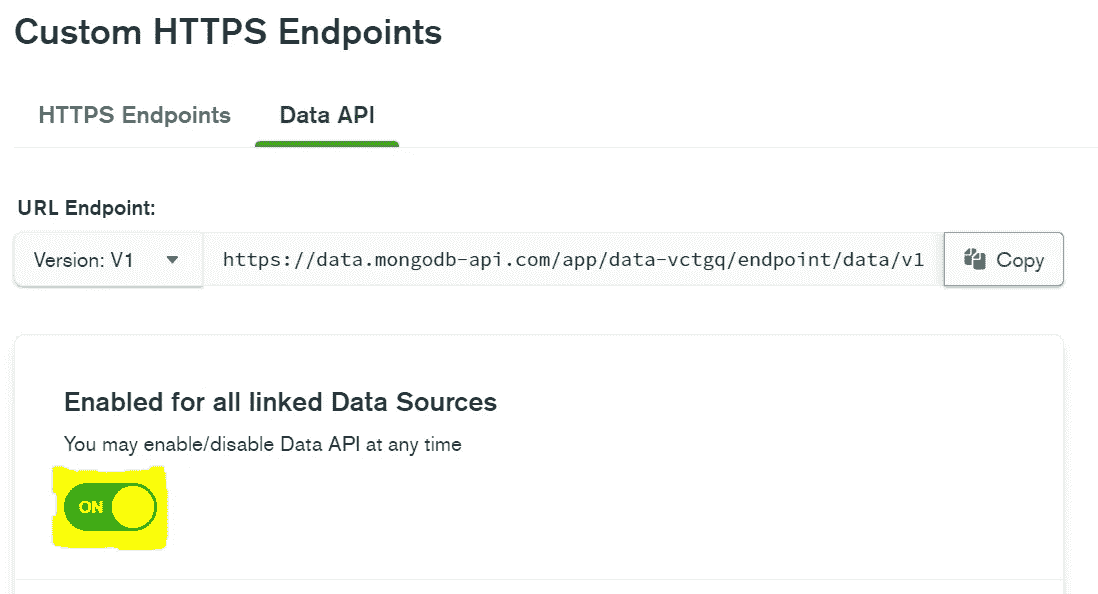 Custom HTTPS Endpoints
HTTPS Endpoints Data API
URL Endpoint:
Version: V1 https://data.mongodb-api.com/app/data-vctgq/endpoint/data/v1 Copy
Enabled for all linked Data Sources
You may enable/disable Data API at any time
ON